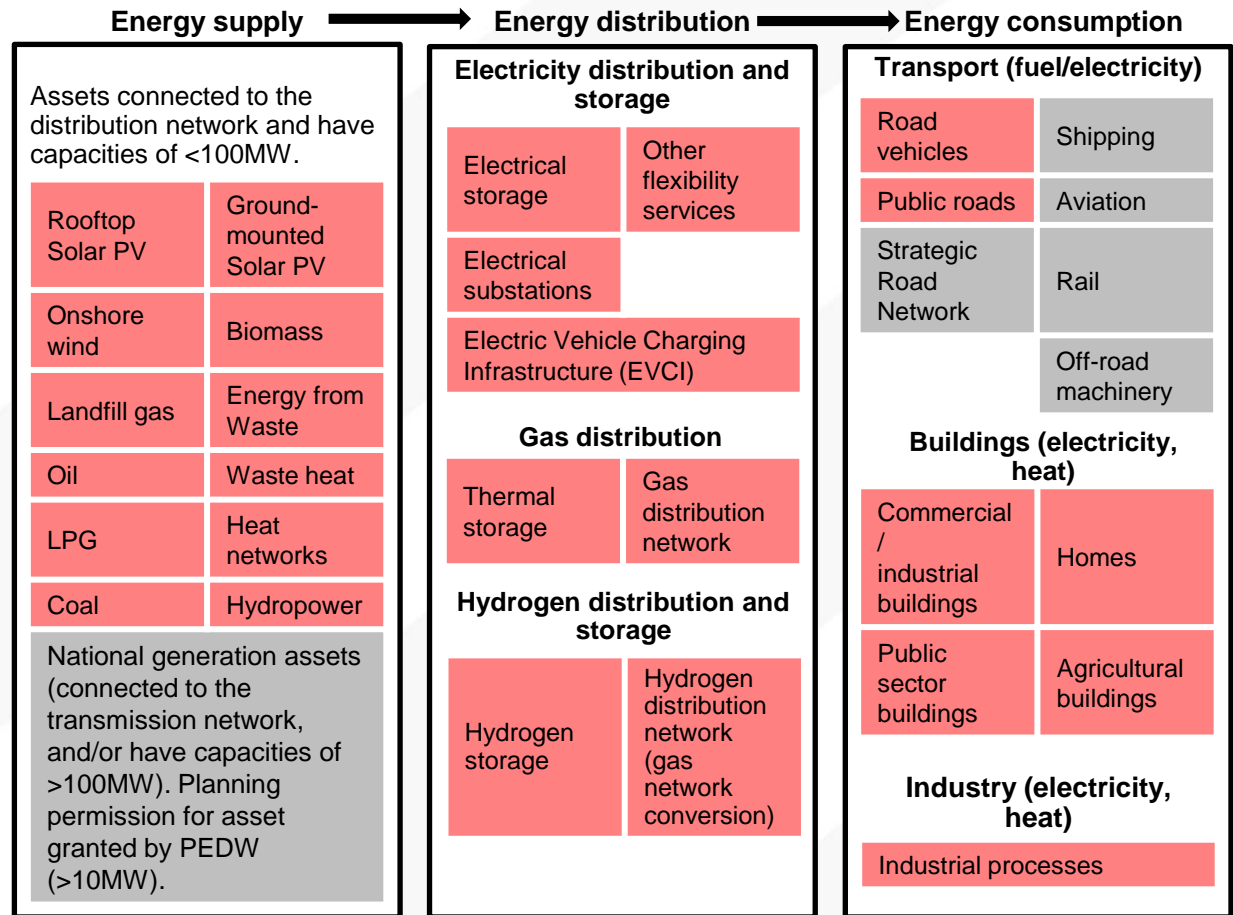 Energy supply
Energy distribution
Energy consumption
Assets connected to the
distribution network and have
capacities of <100MW.
Rooftop
Solar PV
Ground-
mounted
Solar PV
Onshore
wind
Biomass
Landfill gas
Energy from
Waste
Oil
Waste heat
LPG
Heat
networks
Coal
Hydropower
National generation assets
(connected to the
transmission network,
and/or have capacities of
>100MW). Planning
permission for asset
granted by PEDW
(>10MW).
Electricity distribution and
storage
Electrical
storage
Other
flexibility
services
Electrical
substations
Electric Vehicle Charging
Infrastructure (EVCI)
Gas distribution
Thermal
storage
Gas
distribution
network
Hydrogen distribution and
storage
Hydrogen
storage
Hydrogen
distribution
network
(gas
network
conversion)
Transport (fuel/electricity)
Road
vehicles
Shipping
Public roads
Aviation
Strategic
Road
Network
Rail
Off-road
machinery
Buildings (electricity,
heat)
Commercial
/
industrial
buildings
Homes
Public
sector
buildings
Agricultural
buildings
Industry (electricity,
heat)
Industrial processes